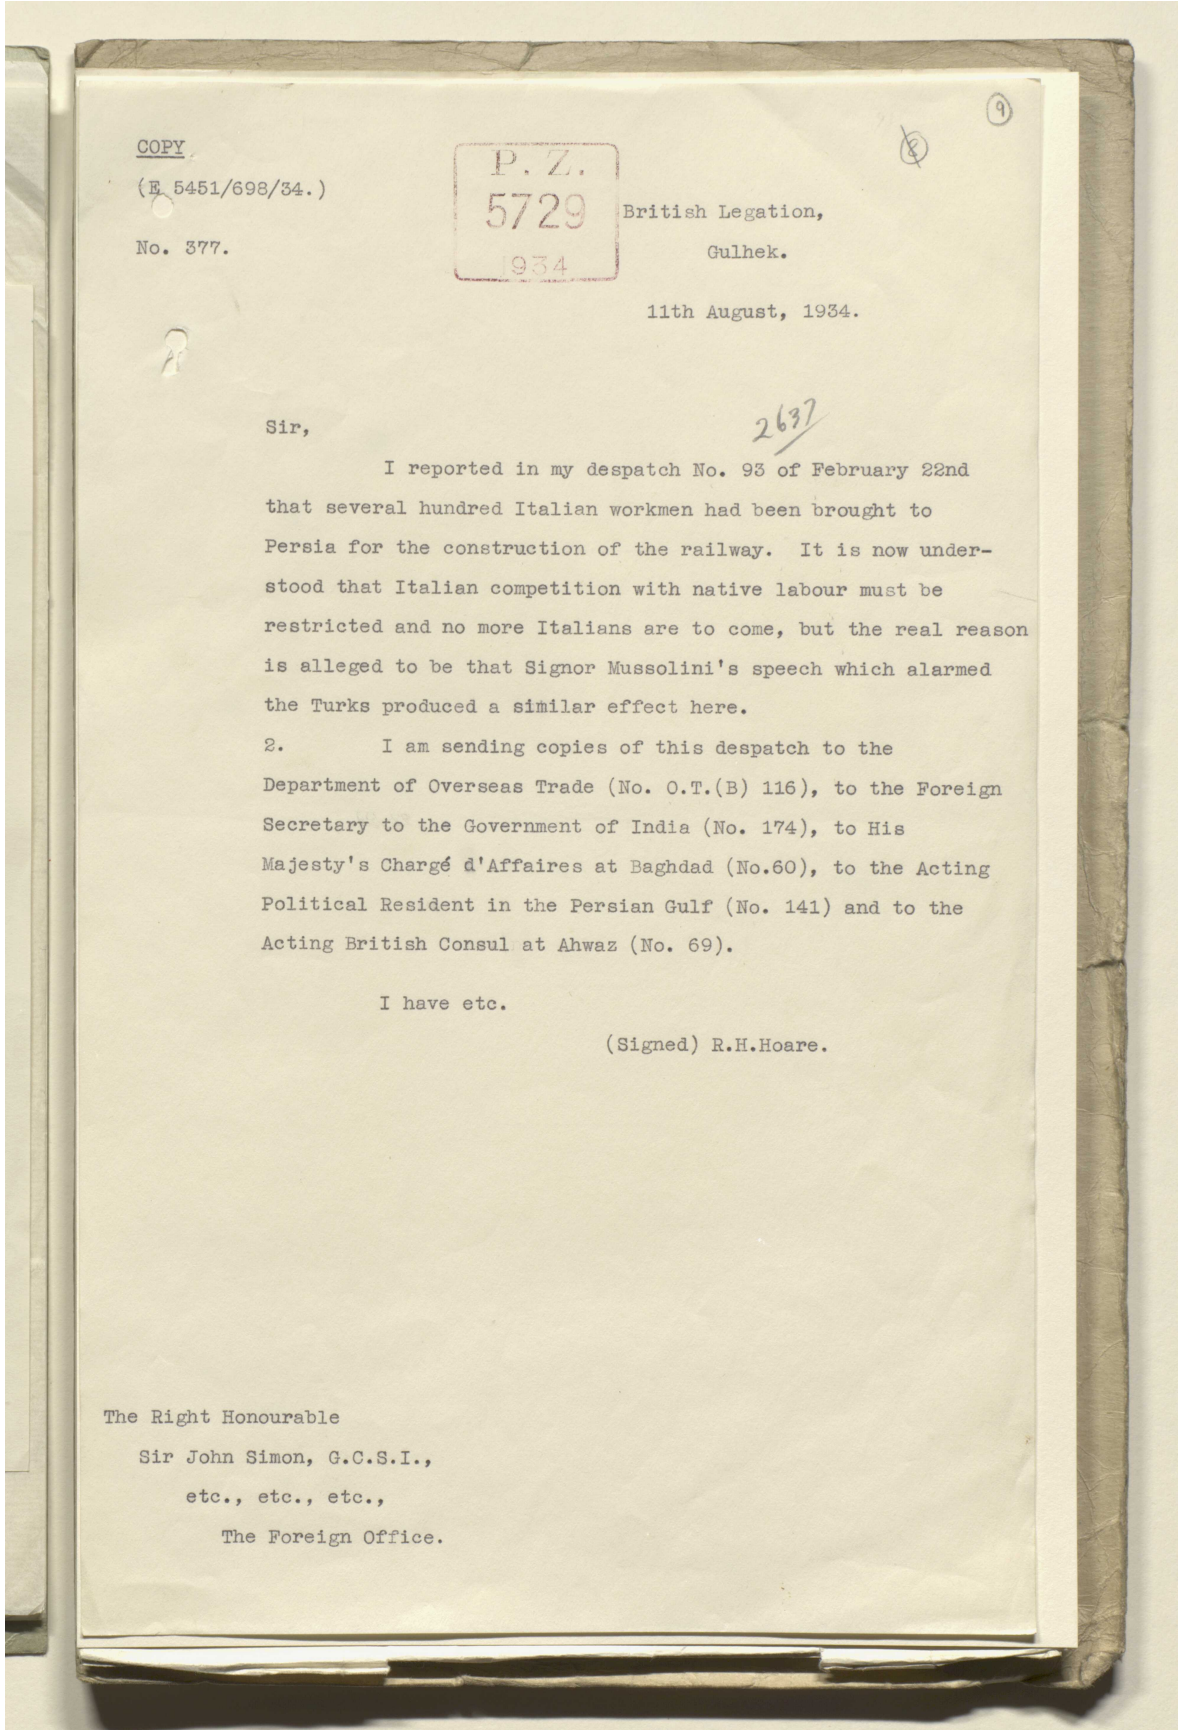 9
8
COPY
(E 5451/698/34.)
No. 377.
P. Z.
5729
1934
British Legation,
Gulhek.
11th August, 1934.
2637
Sir,
I reported in my despatch No. 93 of February 22nd
that several hundred Italian workmen had been brought to
Persia for the construction of the railway. It is now under-
stood that Italian competition with native labour must be
restricted and no more Italians are to come, but the real reason
is alleged to be that Signor Mussolini's speech which alarmed
the Turks produced a similar effect here.
2. I am sending copies of this despatch to the
Department of Overseas Trade (No. O.T.(B) 116), to the Foreign
Secretary to the Government of India (No. 174), to His
Majesty's Chargé d'Affaires at Baghdad (No.60), to the Acting
Political Resident in the Persian Gulf (No. 141) and to the
Acting British Consul at Ahwaz (No. 69).
I have etc.
(Signed) R.H.Hoare.
The Right Honourable
Sir John Simon, G.C.S.I.,
etc., etc., etc.,
The Foreign Office.